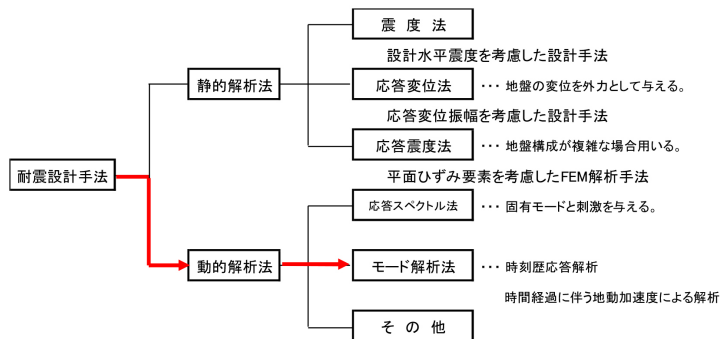 震 度 法
設計水平震度を考慮した設計手法
静的解析法
応答変位法
・・・ 地盤の変位を外力として与える。
応答変位振幅を考慮した設計手法
応答震度法
・・・ 地盤構成が複雑な場合用いる。
耐震設計手法
平面ひずみ要素を考慮したFEM解析手法
応答スペクトル法
・・・ 固有モードと刺激を与える。
動的解析法
モード解析法
・・・ 時刻歴応答解析
時間経過に伴う地動加速度による解析
そ の 他